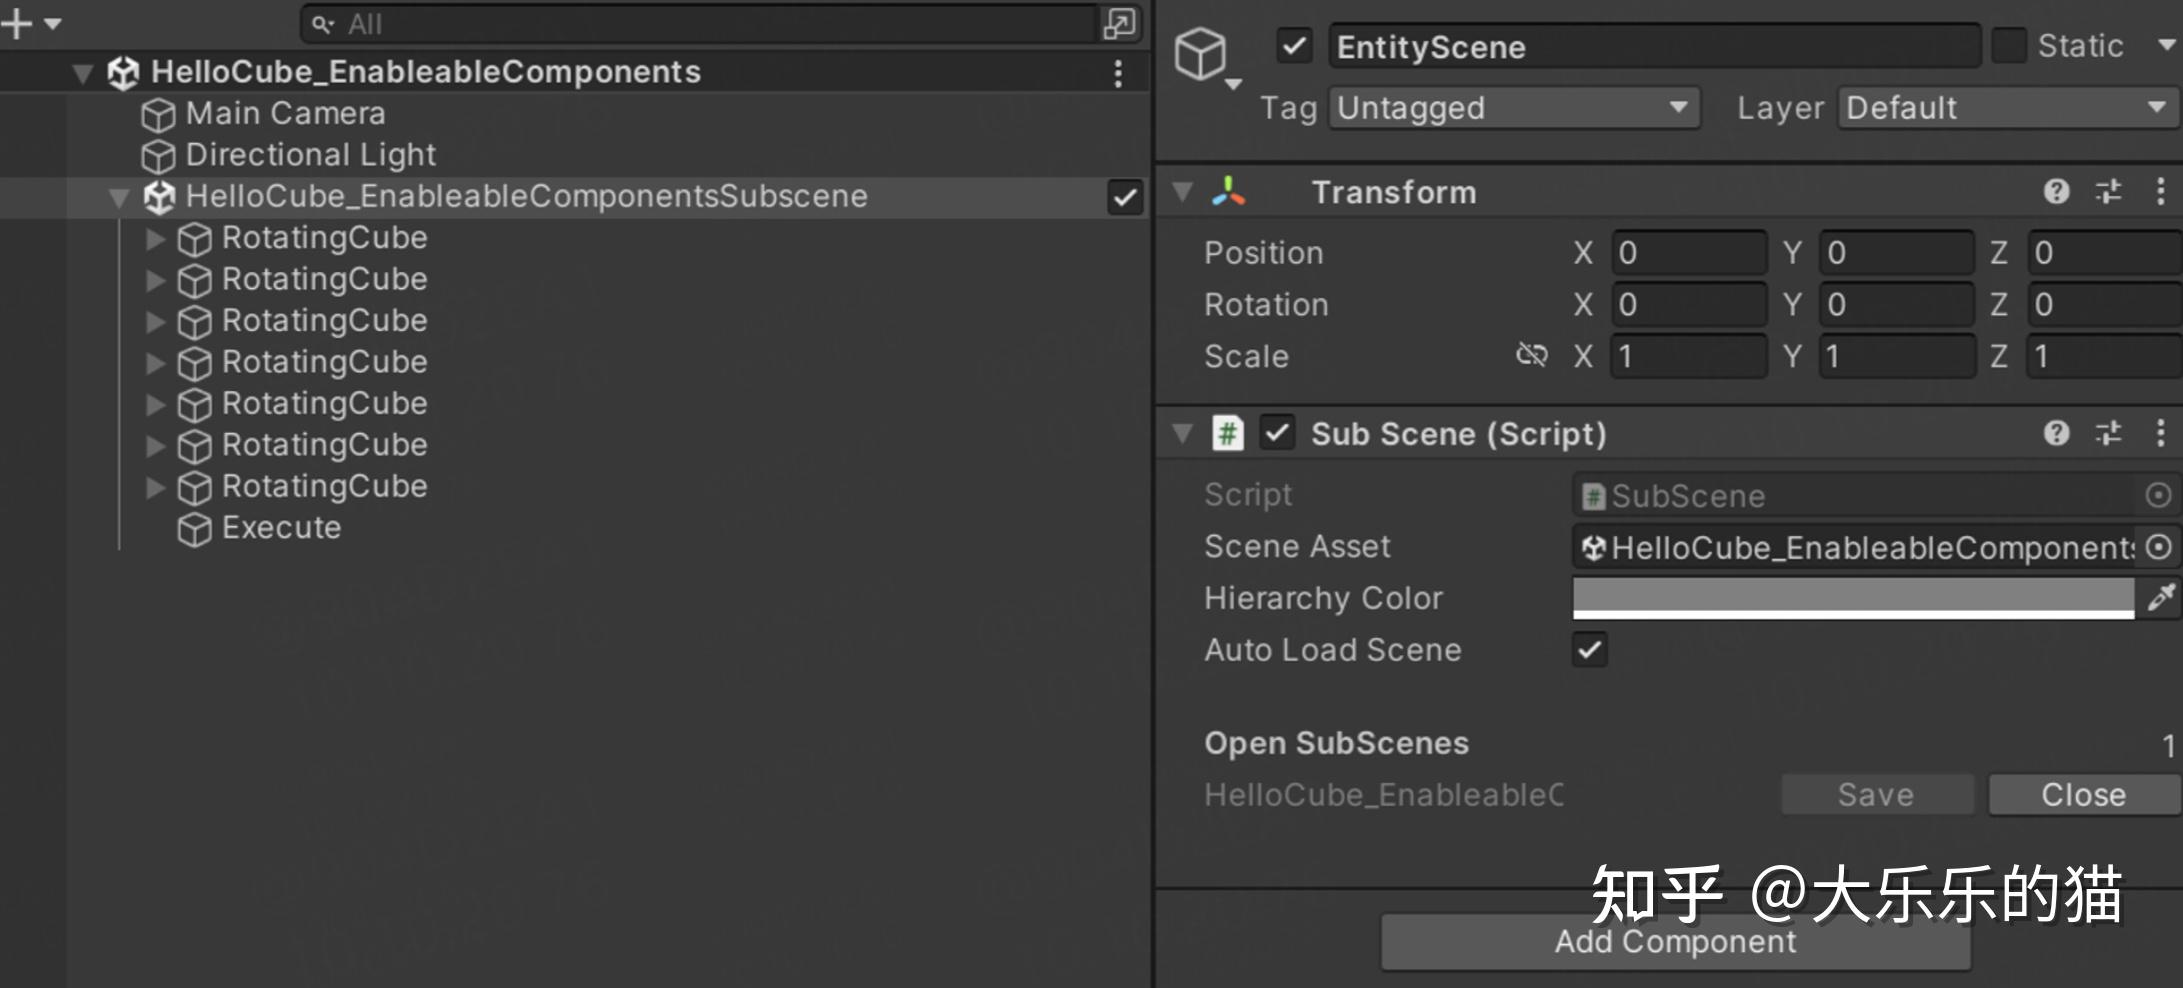 All
HelloCube_EnableableComponents
Main Camera
Directional Light
HelloCube_EnableableComponentsSubscene
RotatingCube
RotatingCube
RotatingCube
RotatingCube
RotatingCube
RotatingCube
RotatingCube
Execute
EntityScene Static
Tag Untagged Layer Default
Transform
Position X 0 Y 0 Z 0
Rotation X 0 Y 0 Z 0
Scale X 1 Y 1 Z 1
# Sub Scene (Script)
Script # SubScene
Scene Asset HelloCube_EnableableComponents
Hierarchy Color
Auto Load Scene
Open SubScenes 1
HelloCube_EnableableC Save Close
知乎 @大乐乐的猫
Add Component